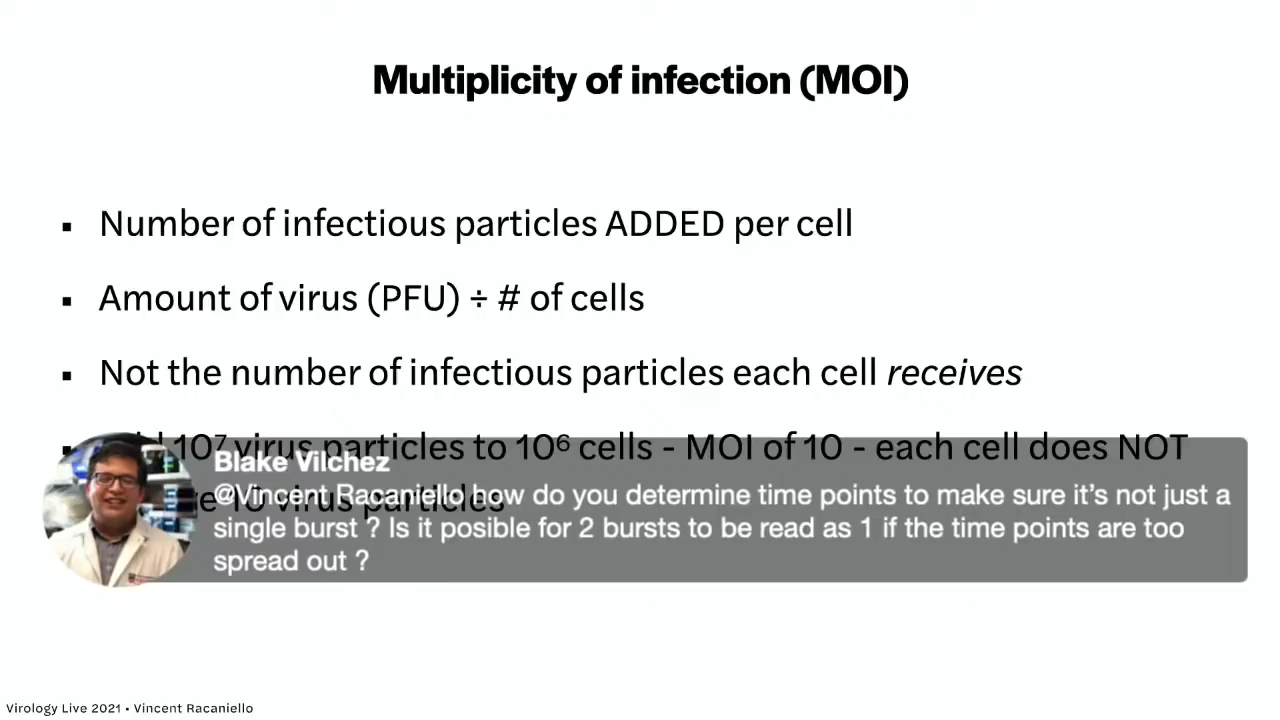 Multiplicity of infection (MOI)
▪ Number of infectious particles ADDED per cell
▪ Amount of virus (PFU) ÷ # of cells
▪ Not the number of infectious particles each cell receives
10⁷ virus particles to 10⁶ cells - MOI of 10 - each cell does NOT
10 virus particles
Blake Vilchez
@Vincent Racaniello how do you determine time points to make sure it's not just a
single burst ? Is it posible for 2 bursts to be read as 1 if the time points are too
spread out ?
Virology Live 2021 • Vincent Racaniello